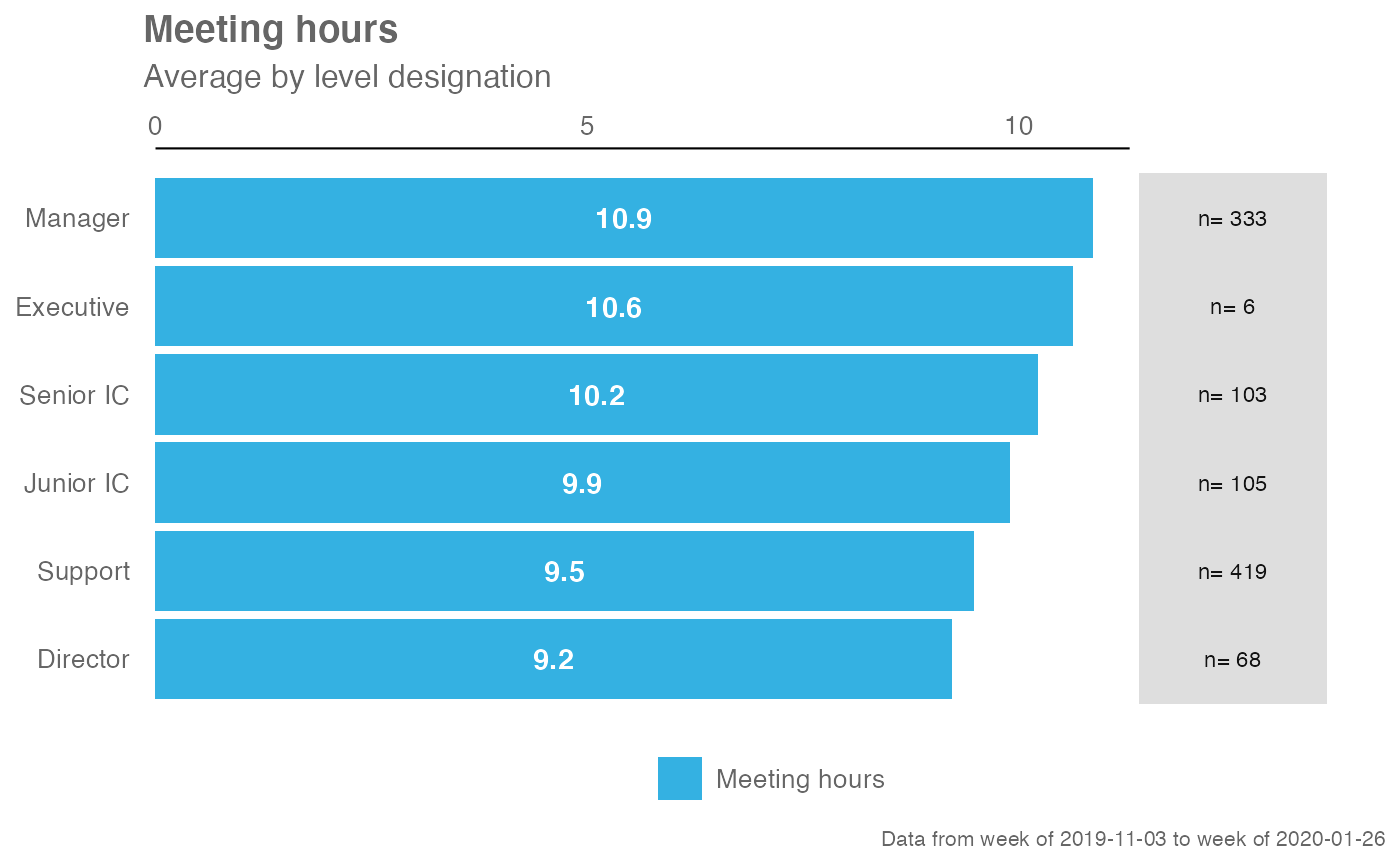 Meeting hours
Average by level designation
0 5 10
Manager 10.9 n= 333
Executive 10.6 n= 6
Senior IC 10.2 n= 103
Junior IC 9.9 n= 105
Support 9.5 n= 419
Director 9.2 n= 68
Meeting hours
Data from week of 2019-11-03 to week of 2020-01-26